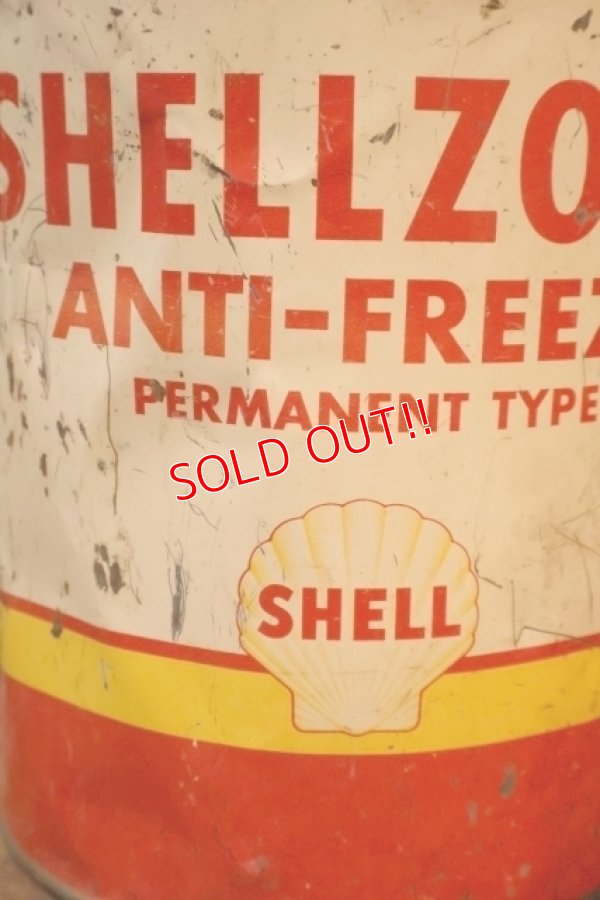 SHELLZO
ANTI-FREEZ
PERMANENT TYPE
SOLD OUT!!
SHELL